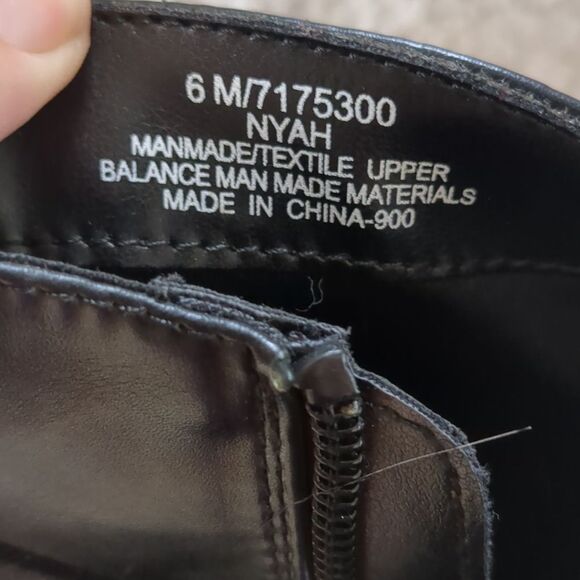 6 M/7175300
NYAH
MANMADE/TEXTILE UPPER
BALANCE MAN MADE MATERIALS
MADE IN CHINA-900